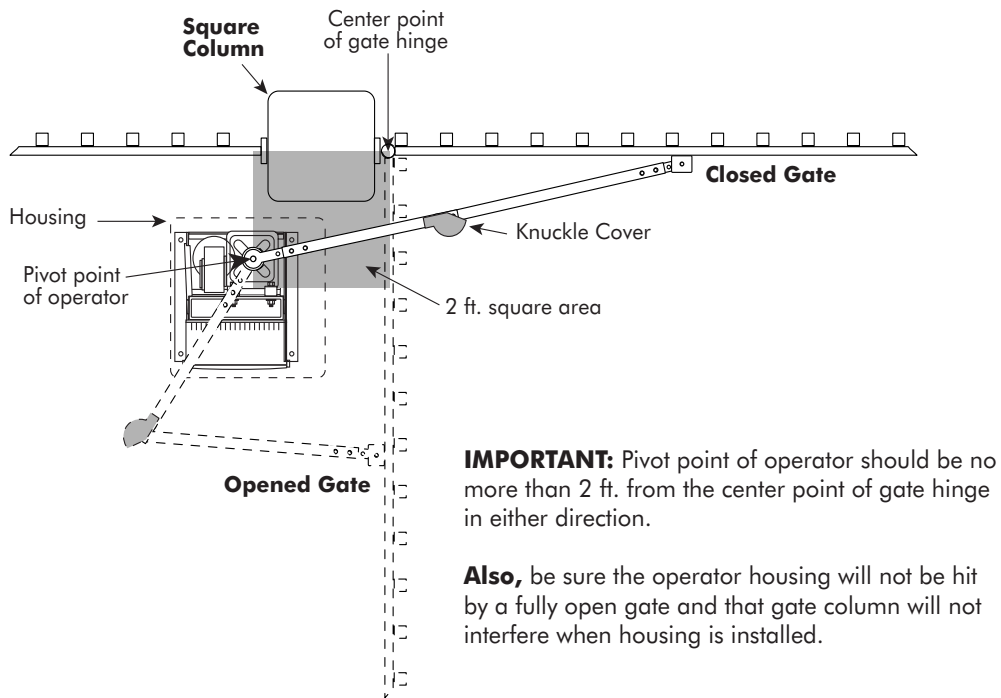 Square
Column
Center point
of gate hinge
Closed Gate
Housing
Knuckle Cover
Pivot point
of operator
2 ft. square area
Opened Gate
IMPORTANT: Pivot point of operator should be no
more than 2 ft. from the center point of gate hinge
in either direction.
Also, be sure the operator housing will not be hit
by a fully open gate and that gate column will not
interfere when housing is installed.